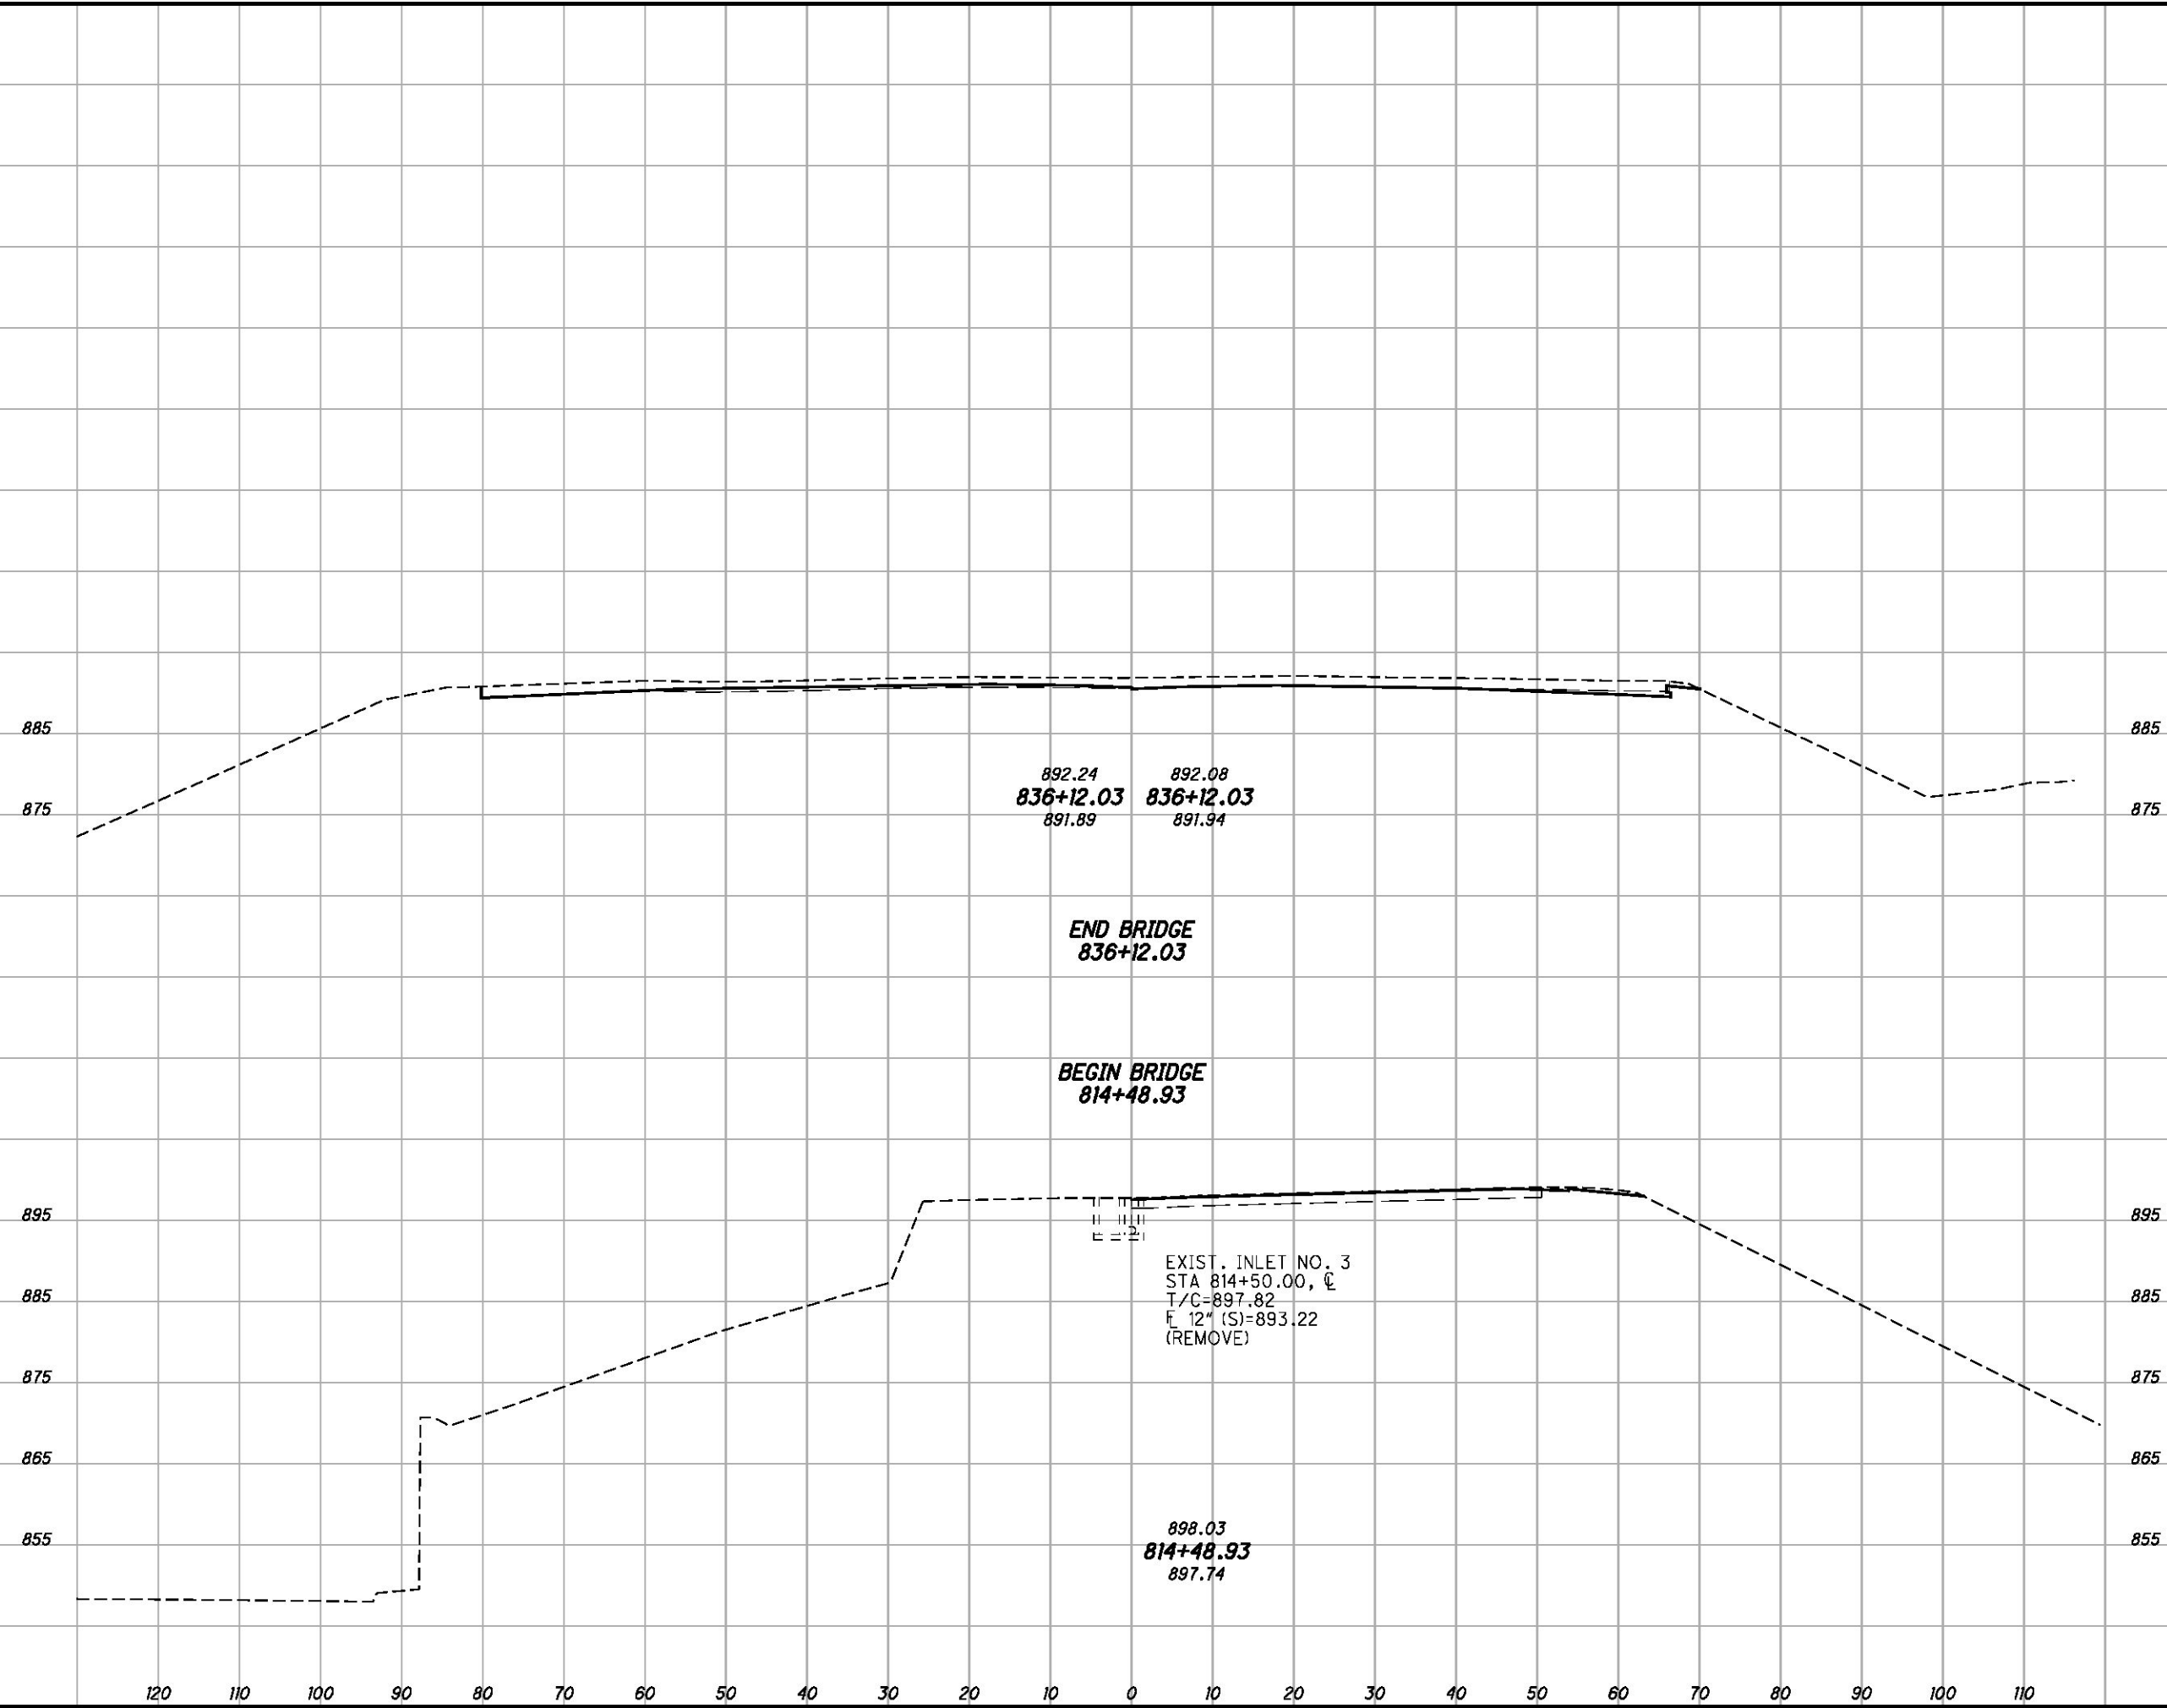 885 885
892.24 892.08
836+12.03 836+12.03
875 875
891.89 891.94
END BRIDGE
836+12.03
BEGIN BRIDGE
814+48.93
895 895
EXIST. INLET NO. 3
STA 814+50.00, ℄
885 885
T/C=897.82
FL 12" (S)=893.22
(REMOVE)
875 875
865 865
898.03
855 855
814+48.93
897.74
120 110 100 90 80 70 60 50 40 30 20 10 0 10 20 30 40 50 60 70 80 90 100 110